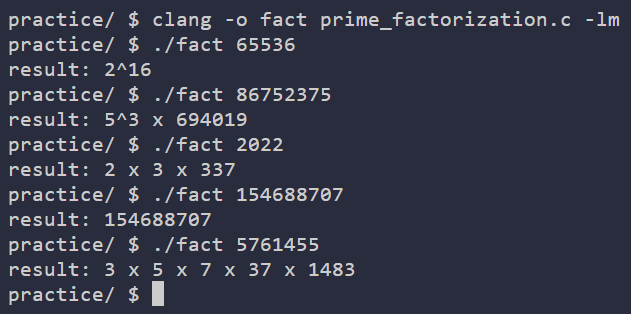 practice/ $ clang -o fact prime_factorization.c -lm
practice/ $ ./fact 65536
result: 2^16
practice/ $ ./fact 86752375
result: 5^3 x 694019
practice/ $ ./fact 2022
result: 2 x 3 x 337
practice/ $ ./fact 154688707
result: 154688707
practice/ $ ./fact 5761455
result: 3 x 5 x 7 x 37 x 1483
practice/ $